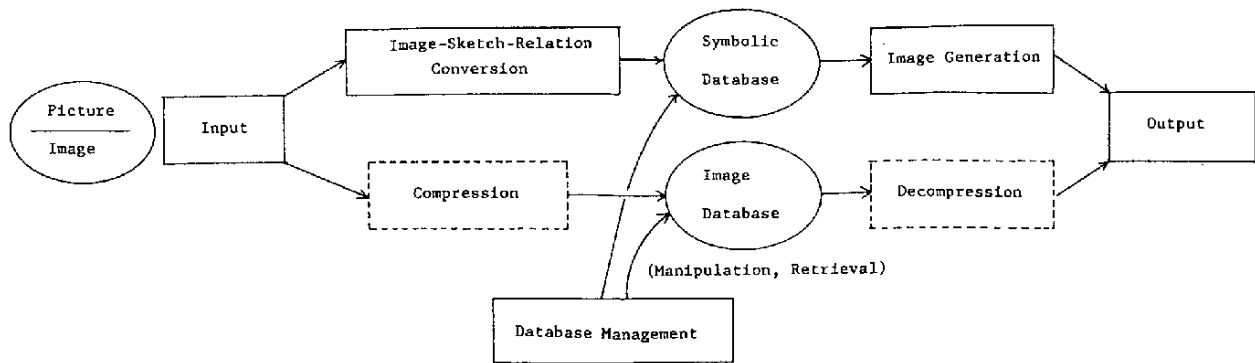 Picture
Image
Input
Image-Sketch-Relation
Conversion
Symbolic
Database
Image Generation
Output
Compression
Image
Database
Decompression
(Manipulation, Retrieval)
Database Management